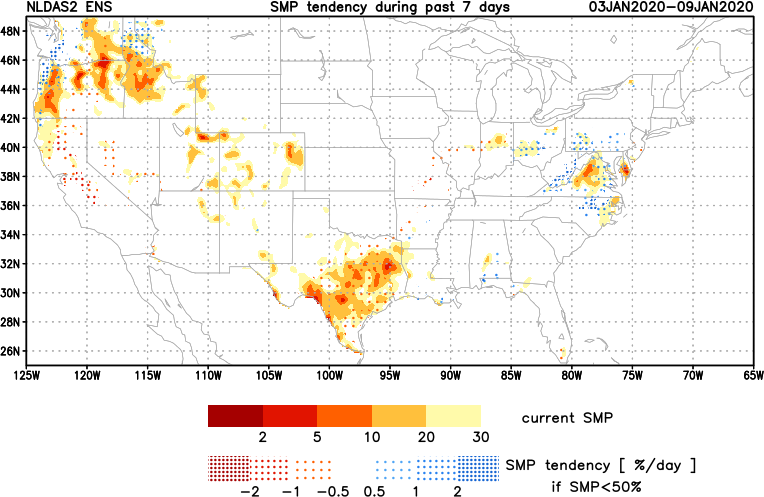 NLDAS2 ENS SMP tendency during past 7 days 03JAN2020–09JAN2020
48N
46N
44N
42N
40N
38N
36N
34N
32N
30N
28N
26N
125W 120W 115W 110W 105W 100W 95W 90W 85W 80W 75W 70W 65W
current SMP
2 5 10 20 30
SMP tendency [ %/day ]
if SMP<50%
−2 −1 −0.5 0.5 1 2